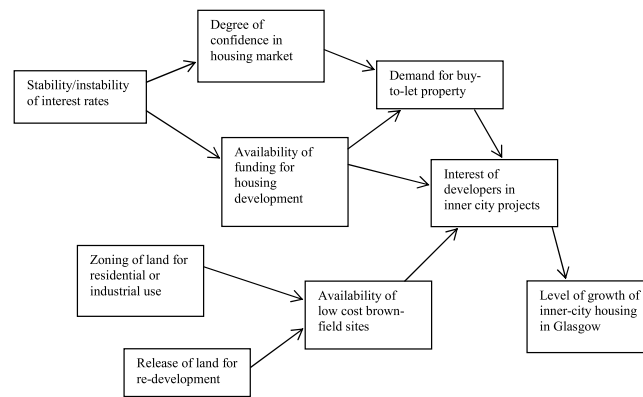 Degree of
confidence in
housing market
Stability/instability
of interest rates
Demand for buy-
to-let property
Availability of
funding for
housing
development
Interest of
developers in
inner city projects
Zoning of land for
residential or
industrial use
Availability of
low cost brown-
field sites
Level of growth of
inner-city housing
in Glasgow
Release of land for
re-development